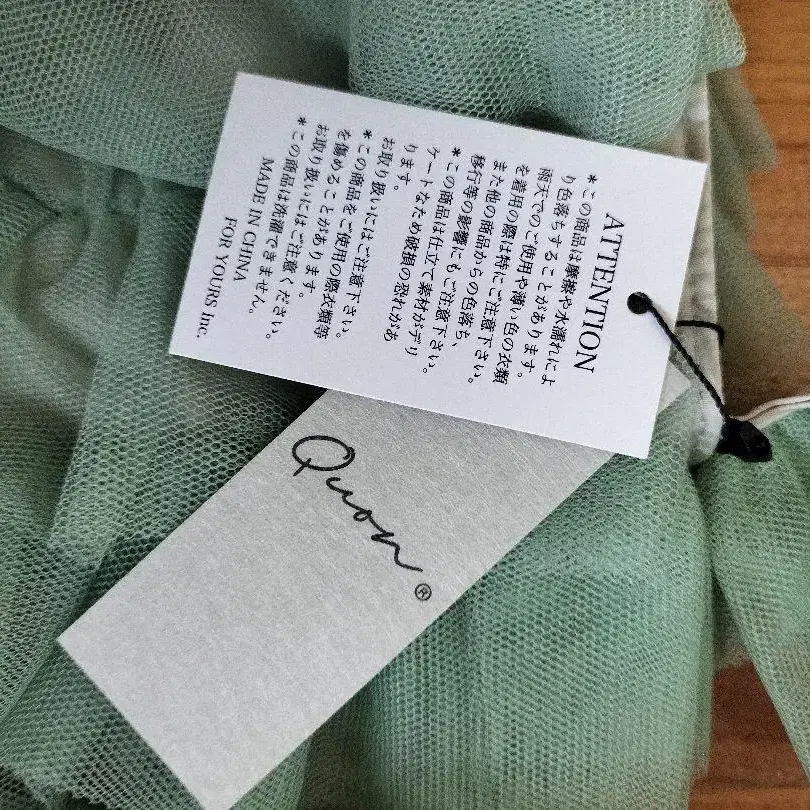 ATTENTION
*この商品は摩擦や水濡れによ
り色落ちすることがあります。
雨天でのご使用や薄い色の衣類
を着用の際は特にご注意下さい。
また他の商品からの色落ち、
移行等の影響にもご注意下さい。
*この商品は仕立て素材がデリ
ケートなため破損の恐れがあ
ります。
お取り扱いにはご注意下さい。
*この商品をご使用の際衣類等
を傷めることがあります。
お取り扱いにはご注意ください。
*この商品は洗濯できません。
MADE IN CHINA
FOR YOURS Inc.
Quon®